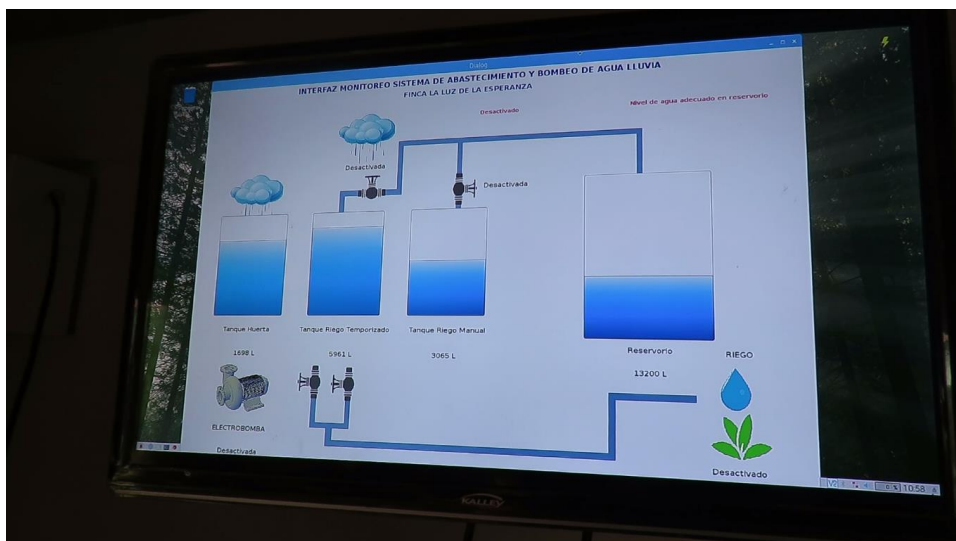 Dialog
INTERFAZ MONITOREO SISTEMA DE ABASTECIMIENTO Y BOMBEO DE AGUA LLUVIA
FINCA LA LUZ DE LA ESPERANZA
Desactivado
Nivel de agua adecuado en reservorio
Desactivada
Desactivada
Tanque Huerta
Tanque Riego Temporizado
Tanque Riego Manual
1698 L
5961 L
3065 L
Reservorio
13200 L
RIEGO
ELECTROBOMBA
Desactivada
Desactivado
10:58
KALLEY